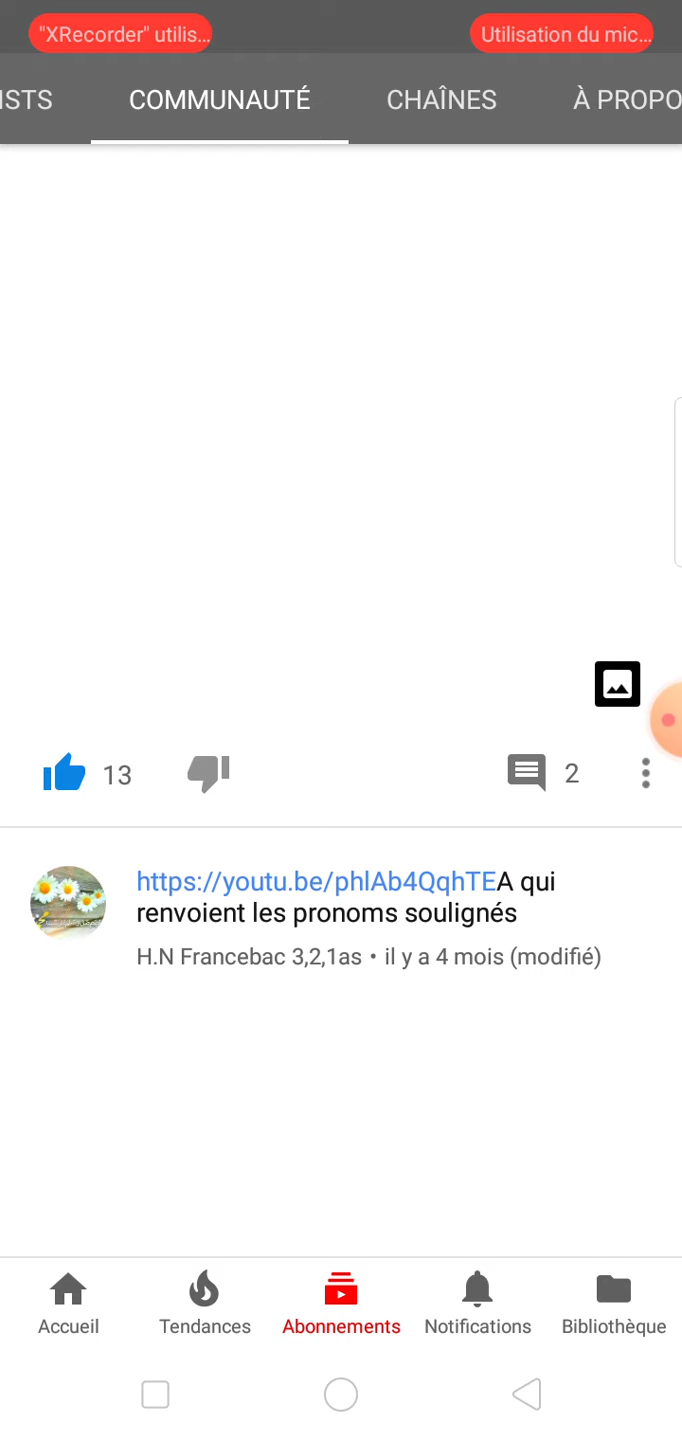 "XRecorder" utilis... Utilisation du mic...
ISTS COMMUNAUTÉ CHAÎNES À PROPO
13 2
https://youtu.be/phlAb4QqhTEA qui
renvoient les pronoms soulignés
H.N Francebac 3,2,1as • il y a 4 mois (modifié)
Accueil Tendances Abonnements Notifications Bibliothèque